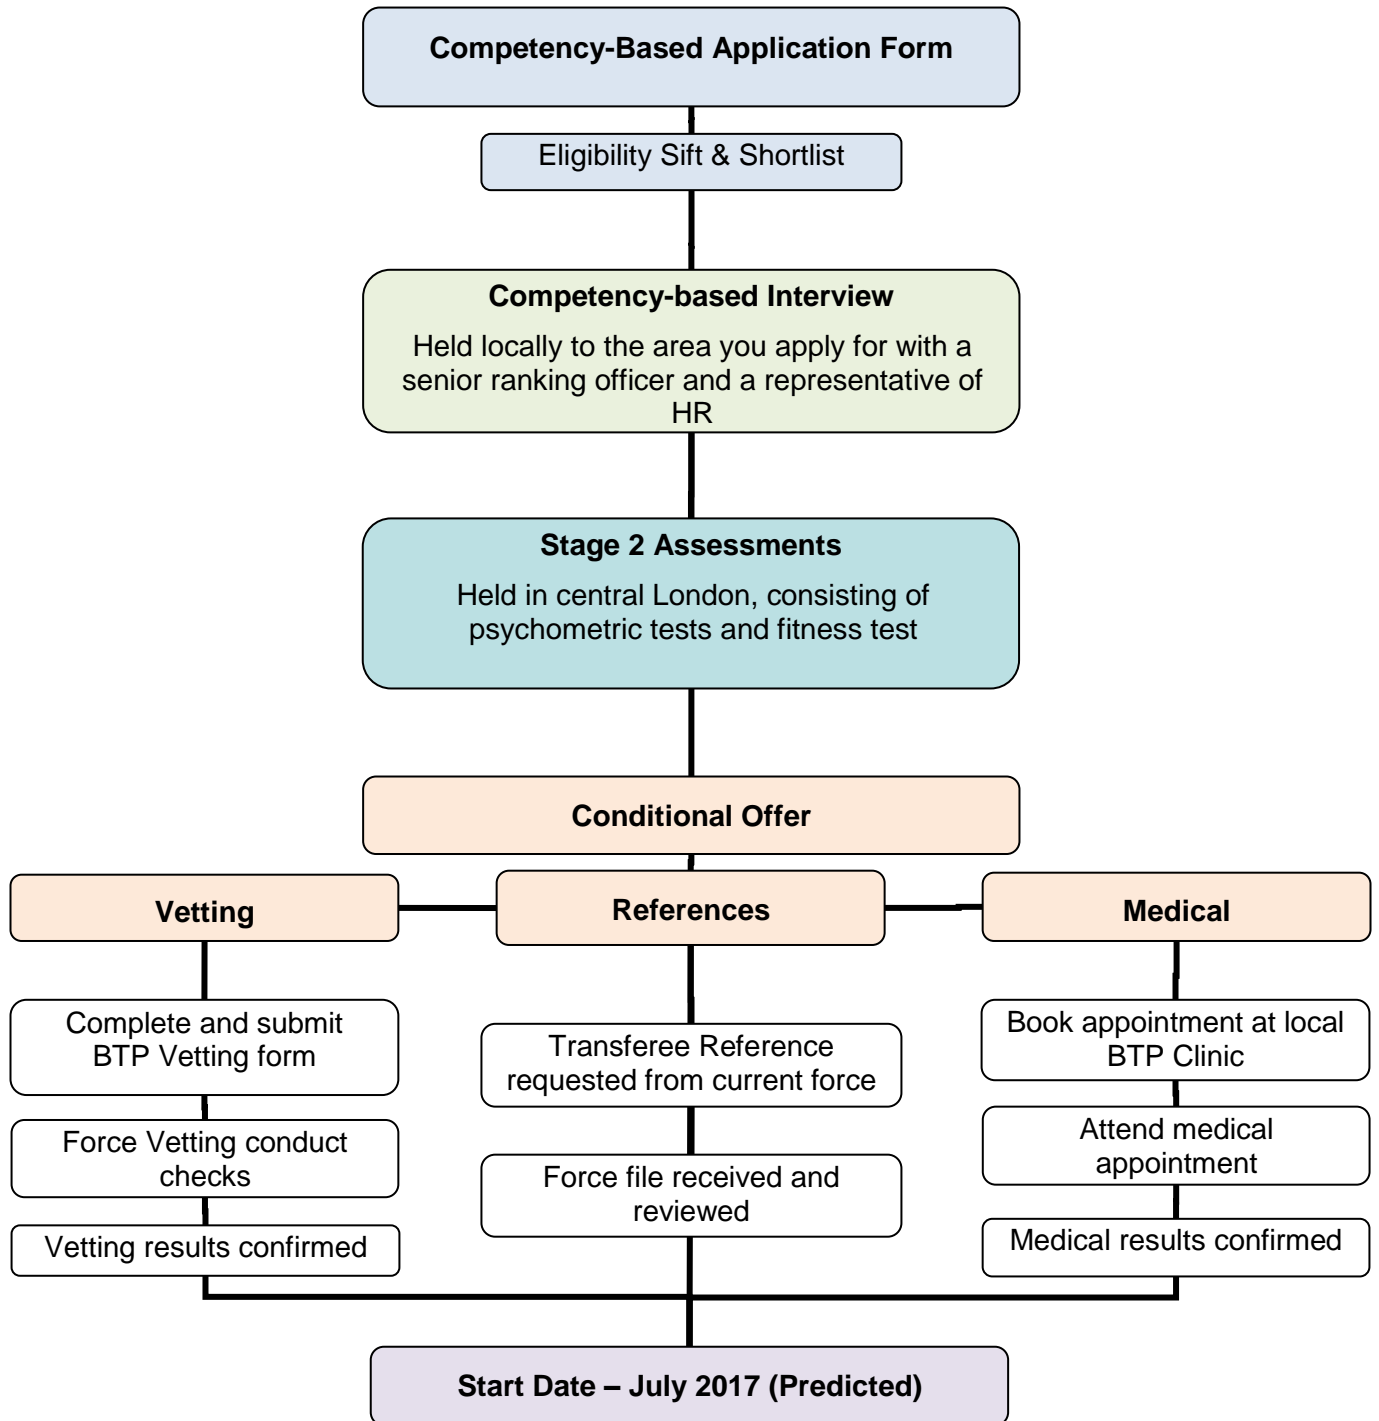 Competency-Based Application Form
Eligibility Sift & Shortlist
Competency-based Interview
Held locally to the area you apply for with a
senior ranking officer and a representative of
HR
Stage 2 Assessments
Held in central London, consisting of
psychometric tests and fitness test
Conditional Offer
Vetting
References
Medical
Complete and submit
BTP Vetting form
Force Vetting conduct
checks
Vetting results confirmed
Transferee Reference
requested from current force
Force file received and
reviewed
Book appointment at local
BTP Clinic
Attend medical
appointment
Medical results confirmed
Start Date – July 2017 (Predicted)